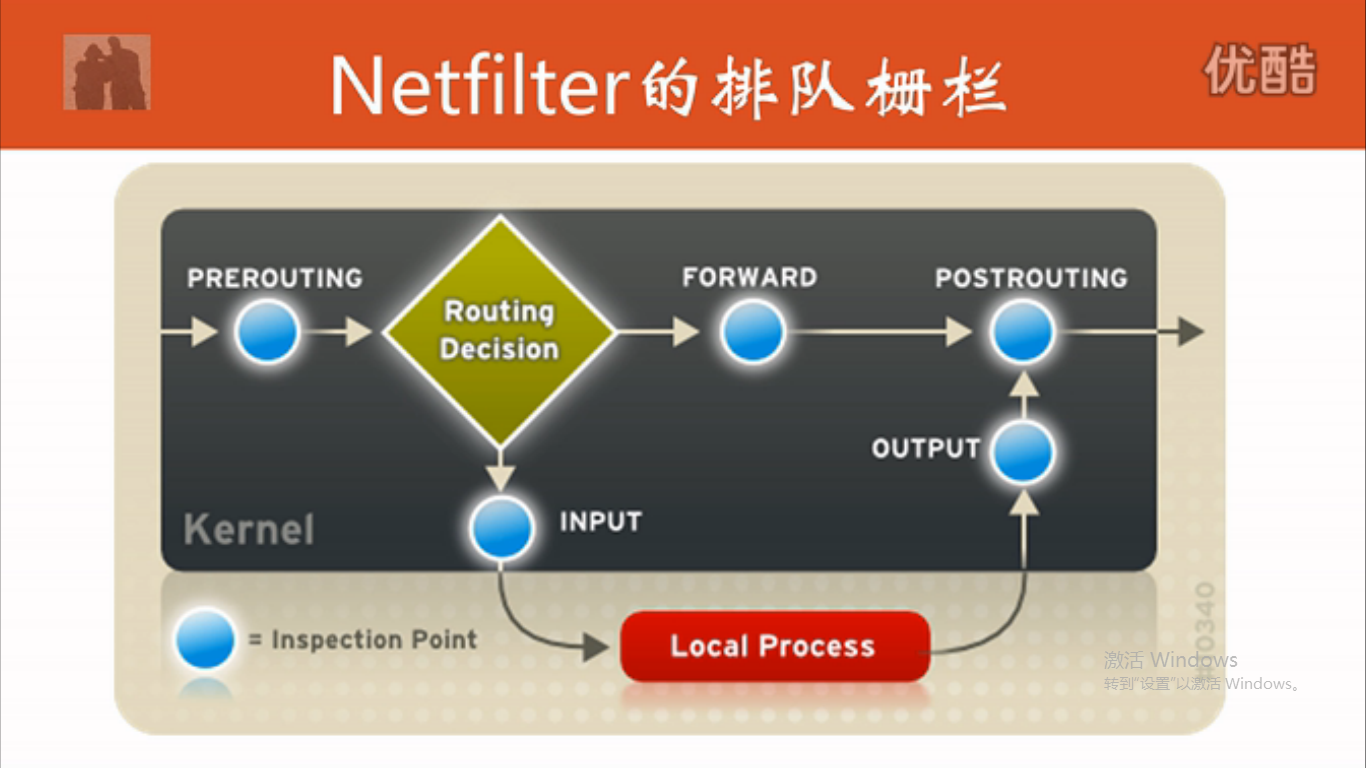 Netfilter的排队栅栏
优酷
PREROUTING
Routing
Decision
FORWARD
POSTROUTING
OUTPUT
INPUT
Kernel
= Inspection Point
Local Process
激活 Windows
转到"设置"以激活 Windows。